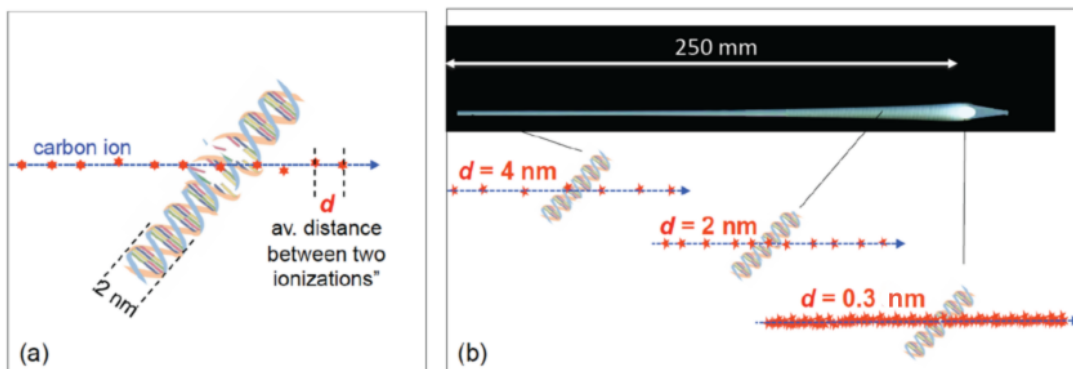 carbon ion
d
av. distance
between two
ionizations”
2 nm
(a)
250 mm
d = 4 nm
d = 2 nm
d = 0.3 nm
(b)